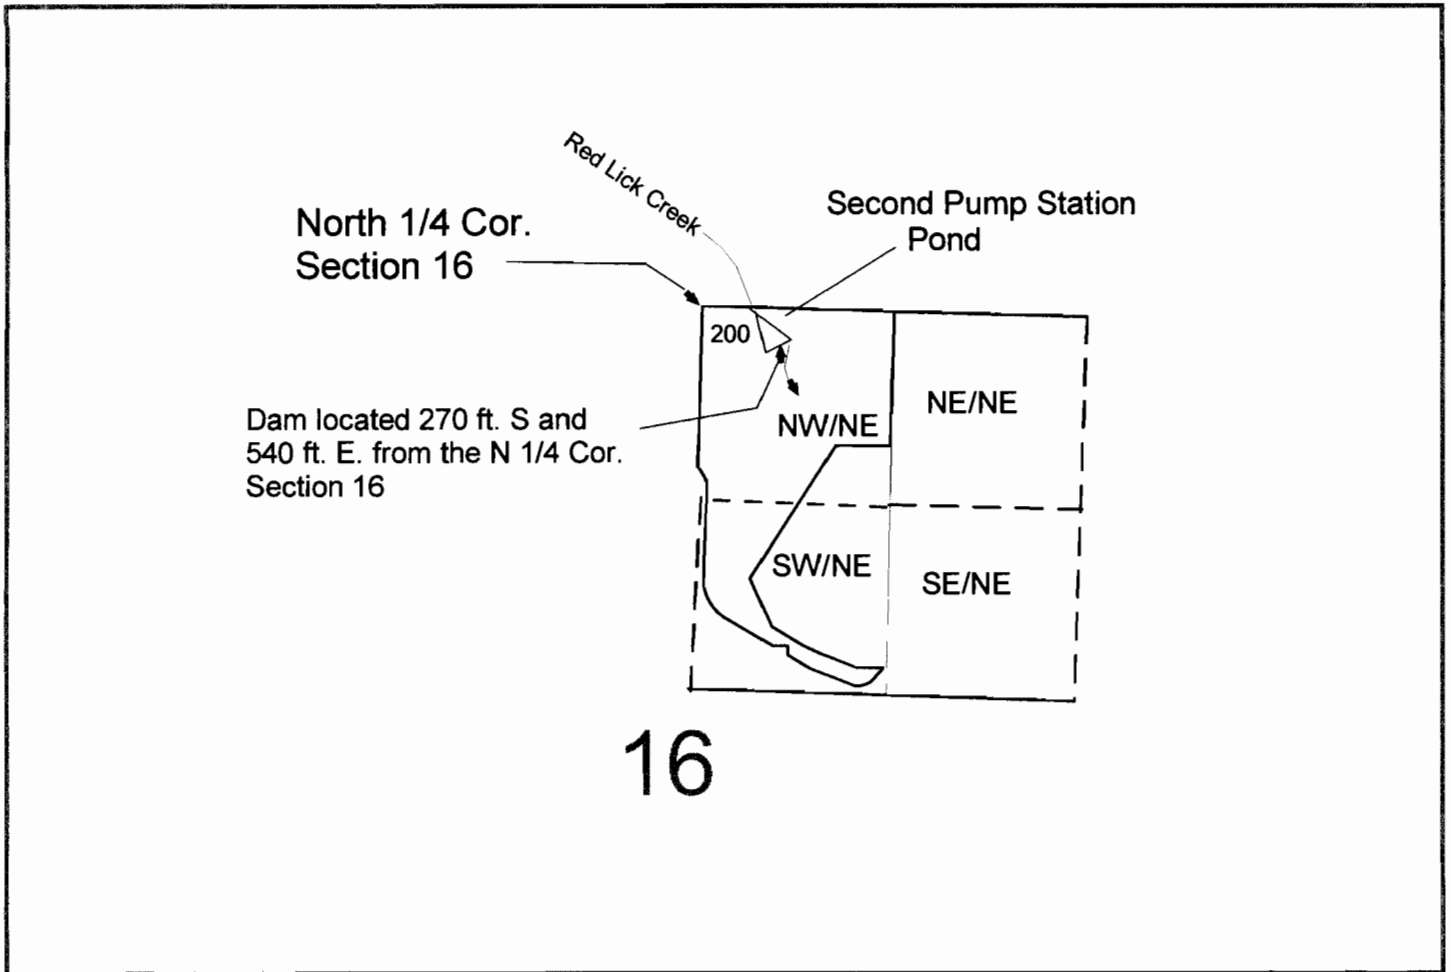 Red Lick Creek
North 1/4 Cor.
Section 16
Second Pump Station
Pond
200
Dam located 270 ft. S and
540 ft. E. from the N 1/4 Cor.
Section 16
NW/NE
NE/NE
SW/NE
SE/NE
16